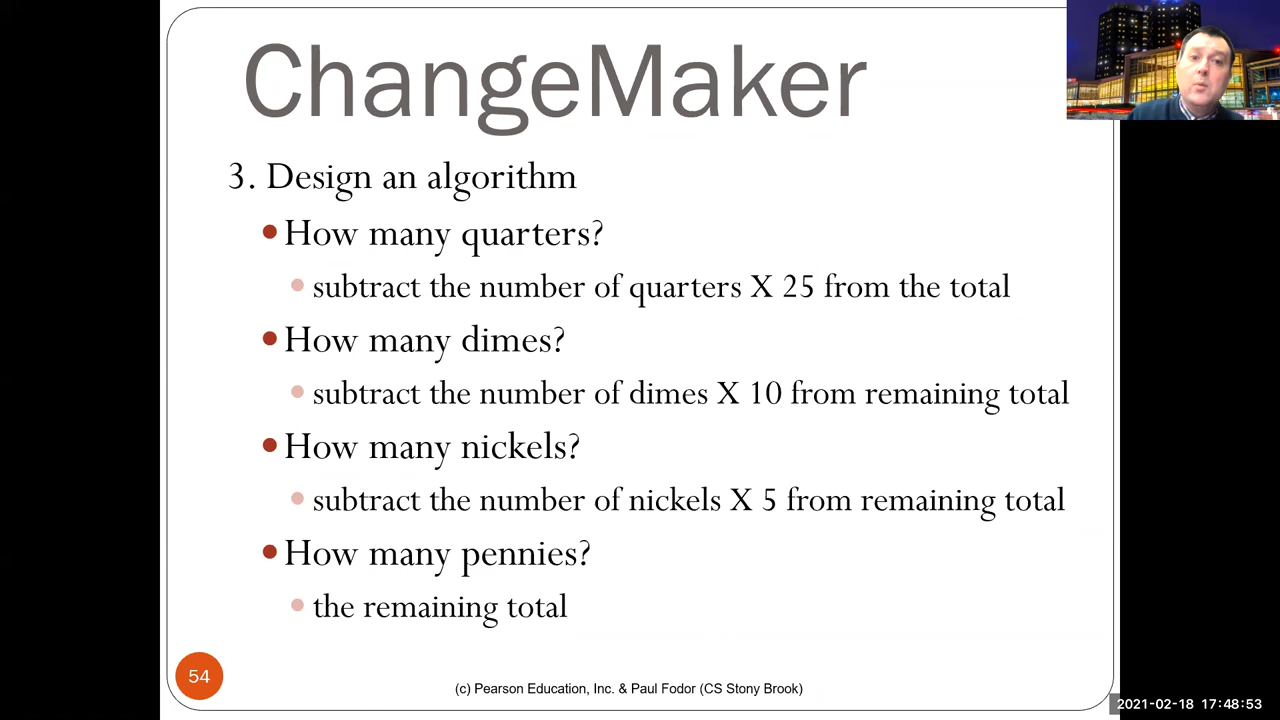 ChangeMaker
3. Design an algorithm
How many quarters?
subtract the number of quarters X 25 from the total
How many dimes?
subtract the number of dimes X 10 from remaining total
How many nickels?
subtract the number of nickels X 5 from remaining total
How many pennies?
the remaining total
54
(c) Pearson Education, Inc. & Paul Fodor (CS Stony Brook)
2021-02-18 17:48:53